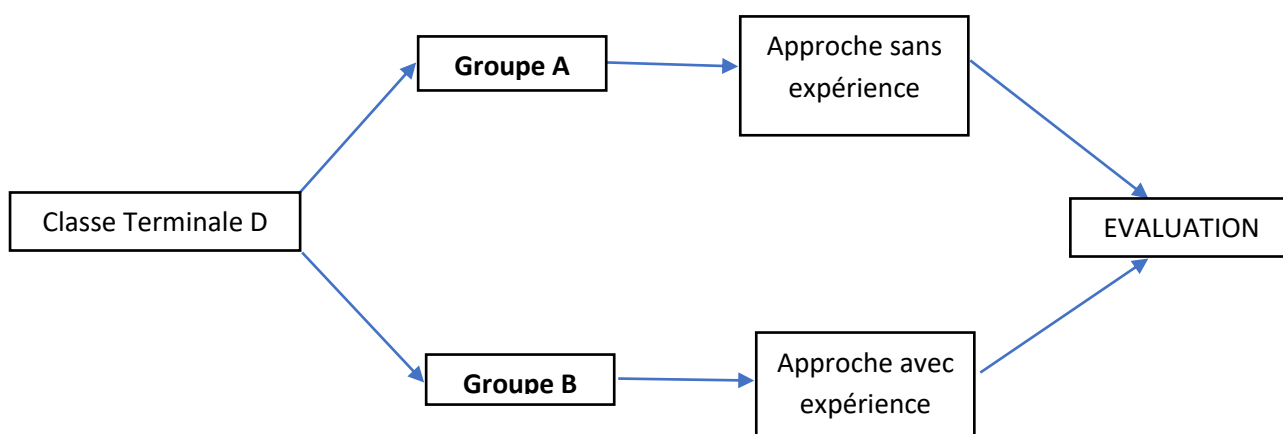 Groupe A
Approche sans
expérience
Classe Terminale D
EVALUATION
Groupe B
Approche avec
expérience